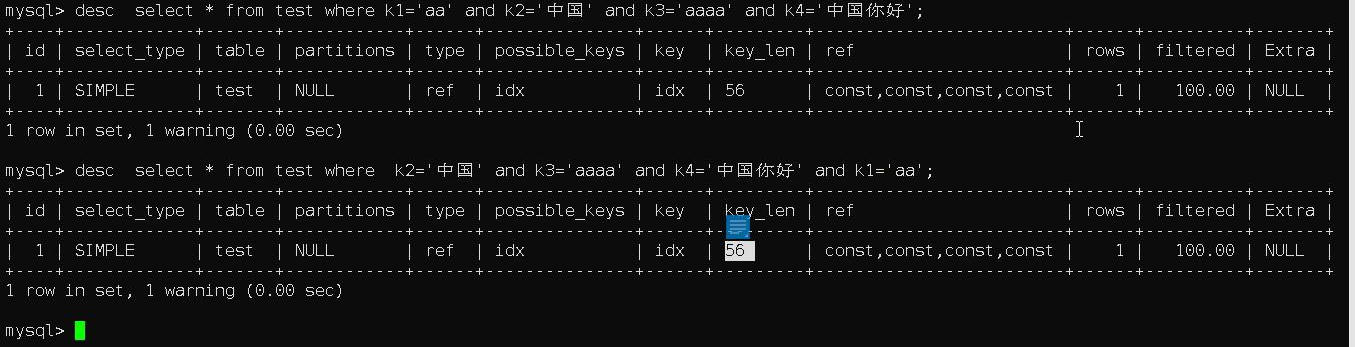 mysql> desc  select * from test where k1='aa' and k2='中国' and k3='aaaa' and k4='中国你好';
+----+-------------+-------+------------+------+---------------+------+---------+-------------------------+------+----------+-------+
| id | select_type | table | partitions | type | possible_keys | key  | key_len | ref                     | rows | filtered | Extra |
+----+-------------+-------+------------+------+---------------+------+---------+-------------------------+------+----------+-------+
|  1 | SIMPLE      | test  | NULL       | ref  | idx           | idx  | 56      | const,const,const,const |    1 |   100.00 | NULL  |
+----+-------------+-------+------------+------+---------------+------+---------+-------------------------+------+----------+-------+
1 row in set, 1 warning (0.00 sec)
mysql> desc  select * from test where  k2='中国' and k3='aaaa' and k4='中国你好' and k1='aa';
+----+-------------+-------+------------+------+---------------+------+---------+-------------------------+------+----------+-------+
| id | select_type | table | partitions | type | possible_keys | key  | key_len | ref                     | rows | filtered | Extra |
+----+-------------+-------+------------+------+---------------+------+---------+-------------------------+------+----------+-------+
|  1 | SIMPLE      | test  | NULL       | ref  | idx           | idx  | 56      | const,const,const,const |    1 |   100.00 | NULL  |
+----+-------------+-------+------------+------+---------------+------+---------+-------------------------+------+----------+-------+
1 row in set, 1 warning (0.00 sec)
mysql>